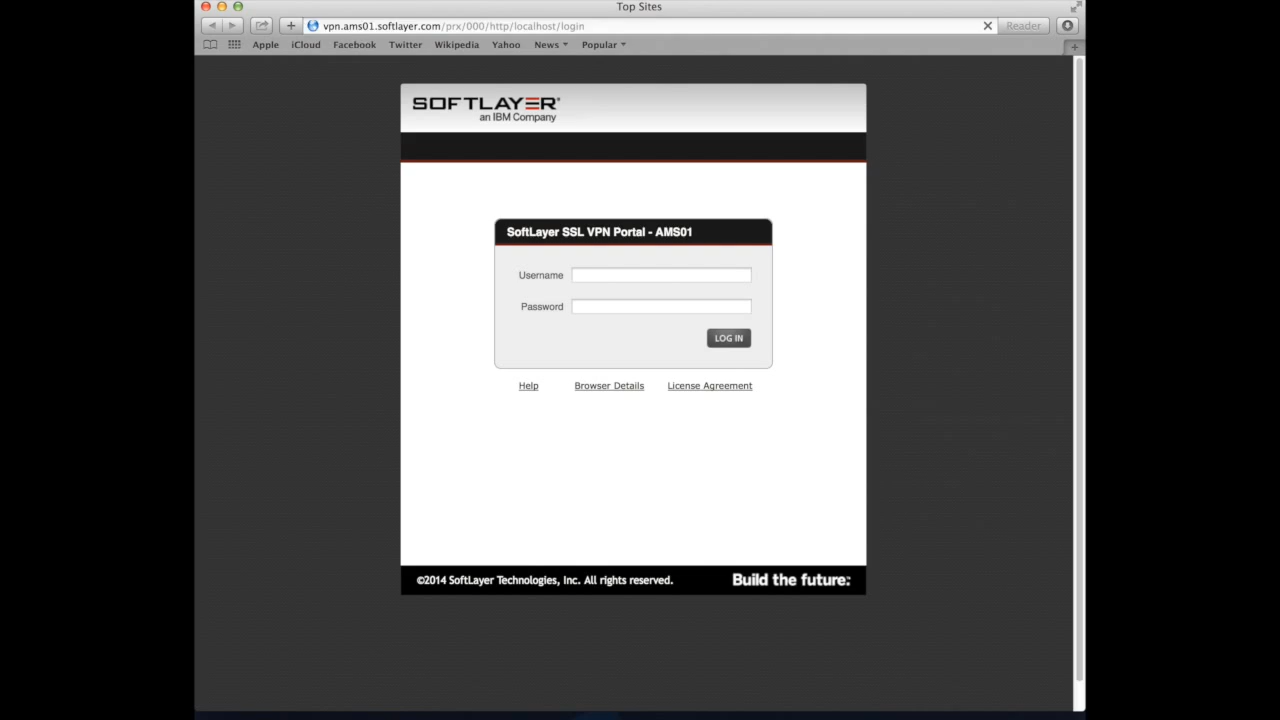 Top Sites
vpn.ams01.softlayer.com/prx/000/http/localhost/login
Reader
Apple iCloud Facebook Twitter Wikipedia Yahoo News Popular
SOFTLAYER®
an IBM Company
SoftLayer SSL VPN Portal - AMS01
Username
Password
LOG IN
Help Browser Details License Agreement
©2014 SoftLayer Technologies, Inc. All rights reserved. Build the future: